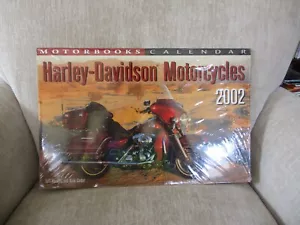 MOTORBOOKS CALENDAR
Harley-Davidson Motorcycles
2002